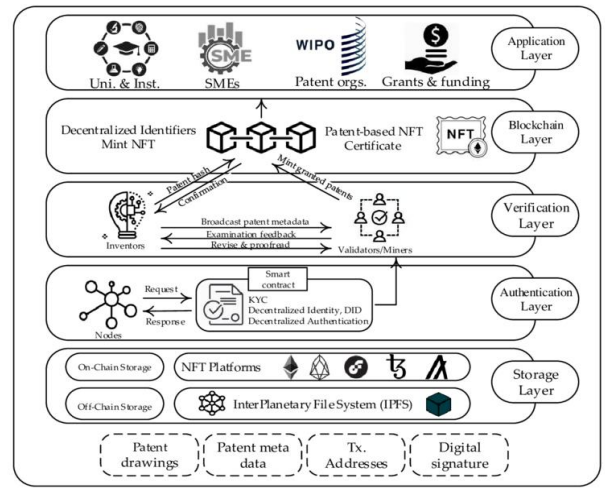 SME
WIPO
Uni. & Inst.
SMEs
Patent orgs.
Grants & funding
Application
Layer
Decentralized Identifiers
Mint NFT
Patent-based NFT
Certificate
NFT
Blockchain
Layer
Patent hash
Confirmation
Mint granted patents
Broadcast patent metadata
Examination feedback
Revise & proofread
Inventors
Validators/Miners
Verification
Layer
Request
Response
Nodes
Smart
contract
KYC
Decentralized Identity, DID
Decentralized Authentication
Authentication
Layer
On-Chain Storage
NFT Platforms
Off-Chain Storage
InterPlanetary File System (IPFS)
Storage
Layer
Patent
drawings
Patent meta
data
Tx.
Addresses
Digital
signature